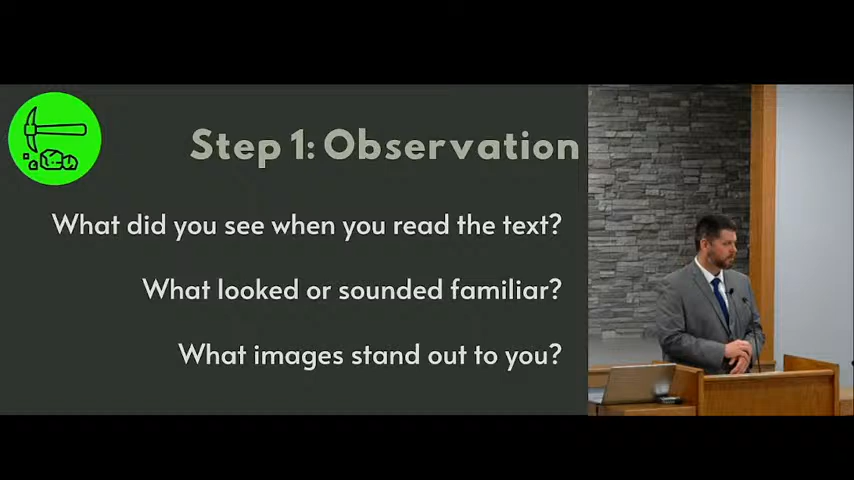 Step 1: Observation
What did you see when you read the text?
What looked or sounded familiar?
What images stand out to you?